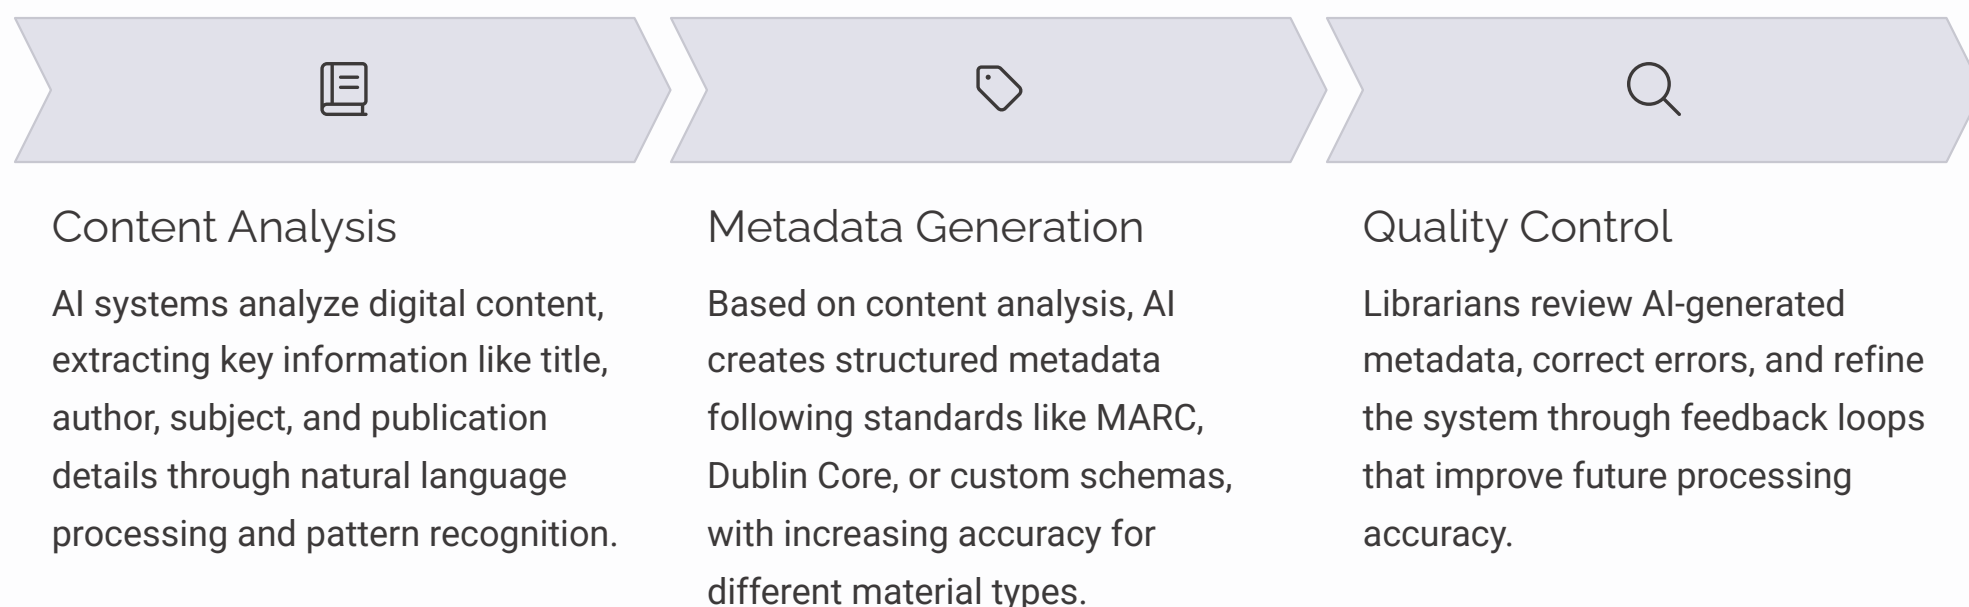 Content Analysis
AI systems analyze digital content,
extracting key information like title,
author, subject, and publication
details through natural language
processing and pattern recognition.
Metadata Generation
Based on content analysis, AI
creates structured metadata
following standards like MARC,
Dublin Core, or custom schemas,
with increasing accuracy for
different material types.
Quality Control
Librarians review AI-generated
metadata, correct errors, and refine
the system through feedback loops
that improve future processing
accuracy.